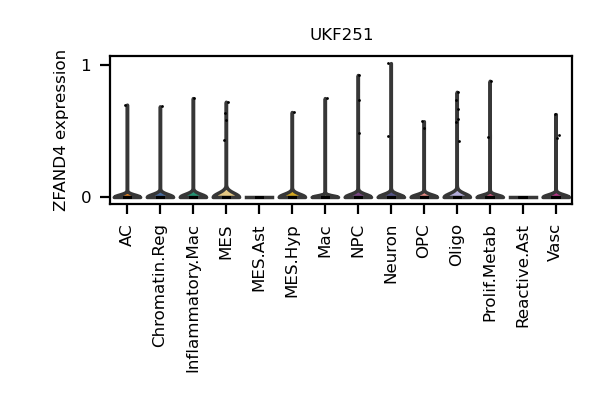 UKF251
ZFAND4 expression
1
0
AC
Chromatin.Reg
Inflammatory.Mac
MES
MES.Ast
MES.Hyp
Mac
NPC
Neuron
OPC
Oligo
Prolif.Metab
Reactive.Ast
Vasc